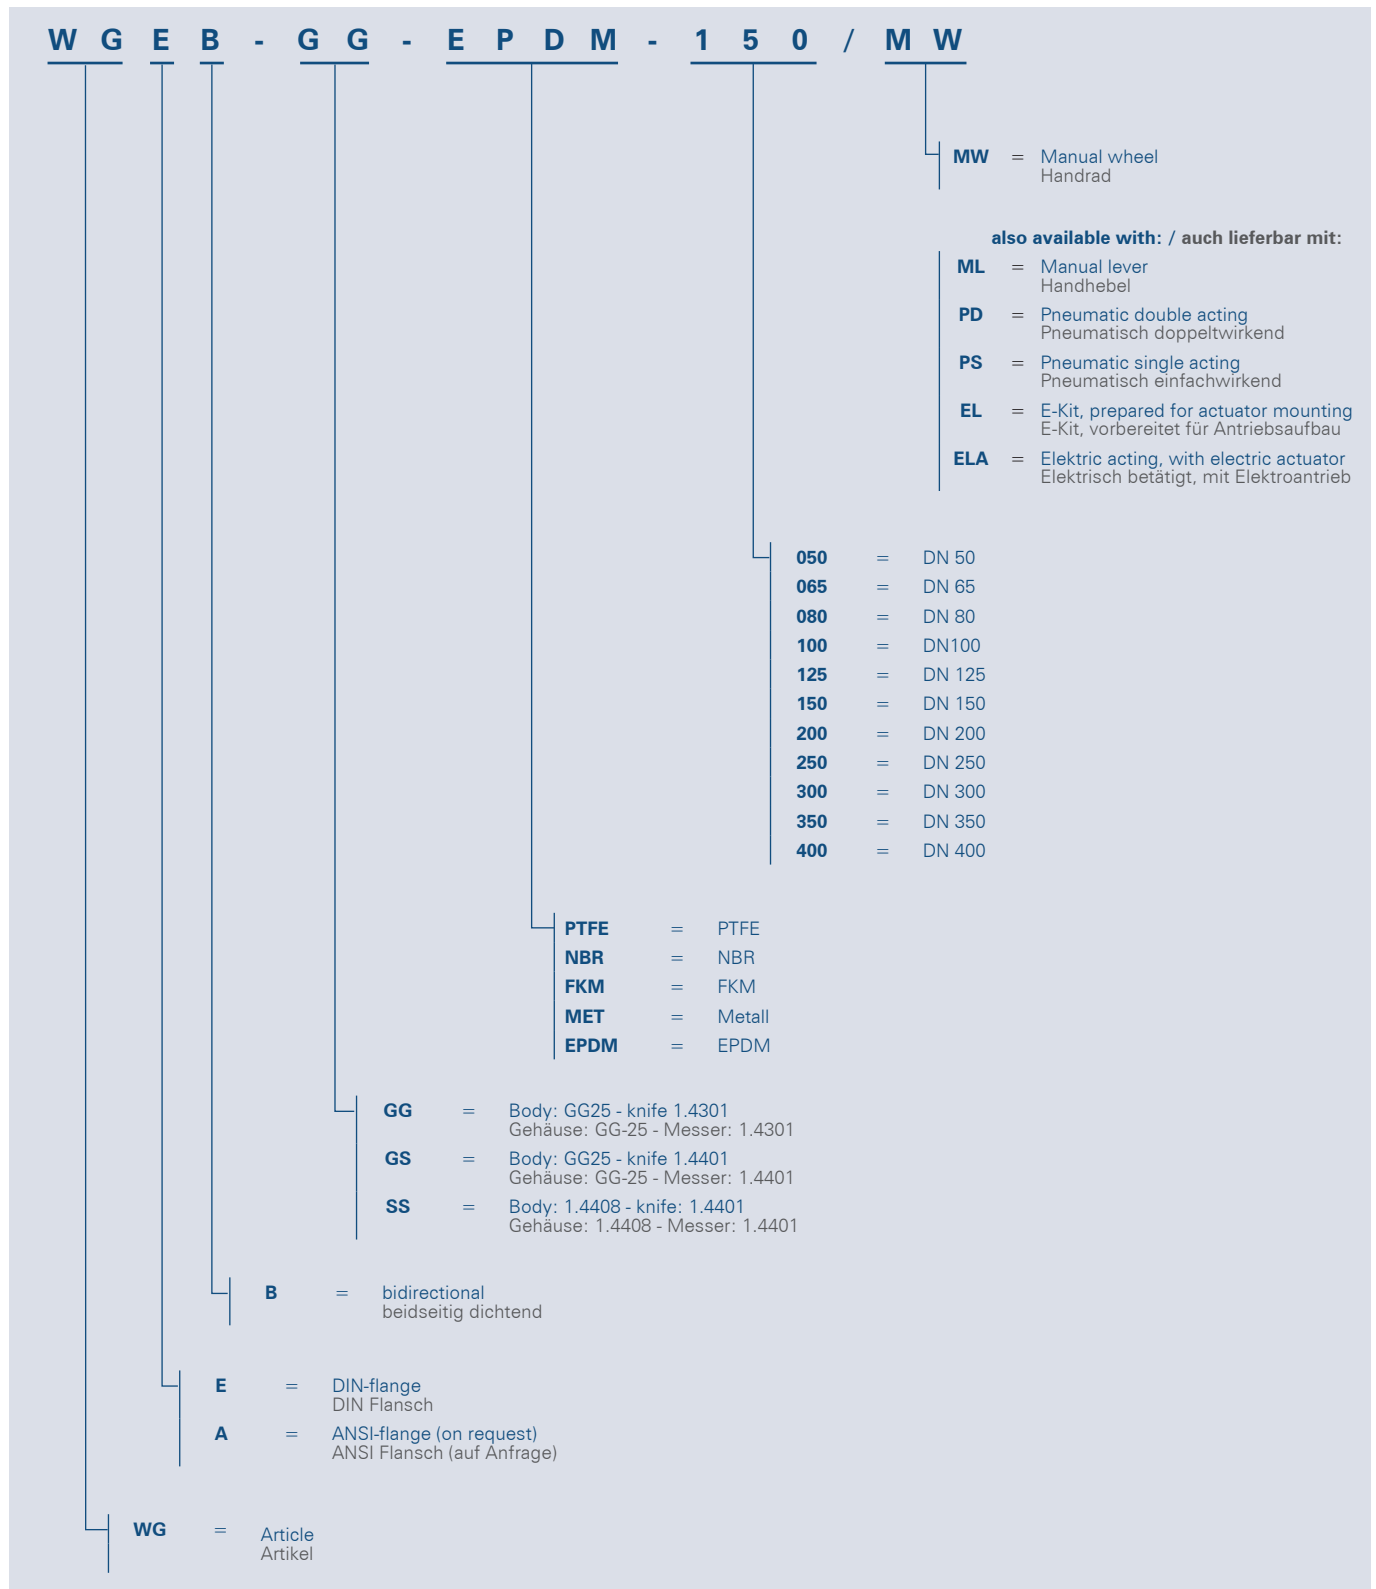 WGEB - GG - EPDM - 150 / MW
MW = Manual wheel
Handrad
also available with: / auch lieferbar mit:
ML = Manual lever
Handhebel
PD = Pneumatic double acting
Pneumatisch doppeltwirkend
PS = Pneumatic single acting
Pneumatisch einfachwirkend
EL = E-Kit, prepared for actuator mounting
E-Kit, vorbereitet für Antriebsaufbau
ELA = Elektric acting, with electric actuator
Elektrisch betätigt, mit Elektroantrieb
050 = DN 50
065 = DN 65
080 = DN 80
100 = DN100
125 = DN 125
150 = DN 150
200 = DN 200
250 = DN 250
300 = DN 300
350 = DN 350
400 = DN 400
PTFE = PTFE
NBR = NBR
FKM = FKM
MET = Metall
EPDM = EPDM
GG = Body: GG25 - knife 1.4301
Gehäuse: GG-25 - Messer: 1.4301
GS = Body: GG25 - knife 1.4401
Gehäuse: GG-25 - Messer: 1.4401
SS = Body: 1.4408 - knife: 1.4401
Gehäuse: 1.4408 - Messer: 1.4401
B = bidirectional
beidseitig dichtend
E = DIN-flange
DIN Flansch
A = ANSI-flange (on request)
ANSI Flansch (auf Anfrage)
WG = Article
Artikel